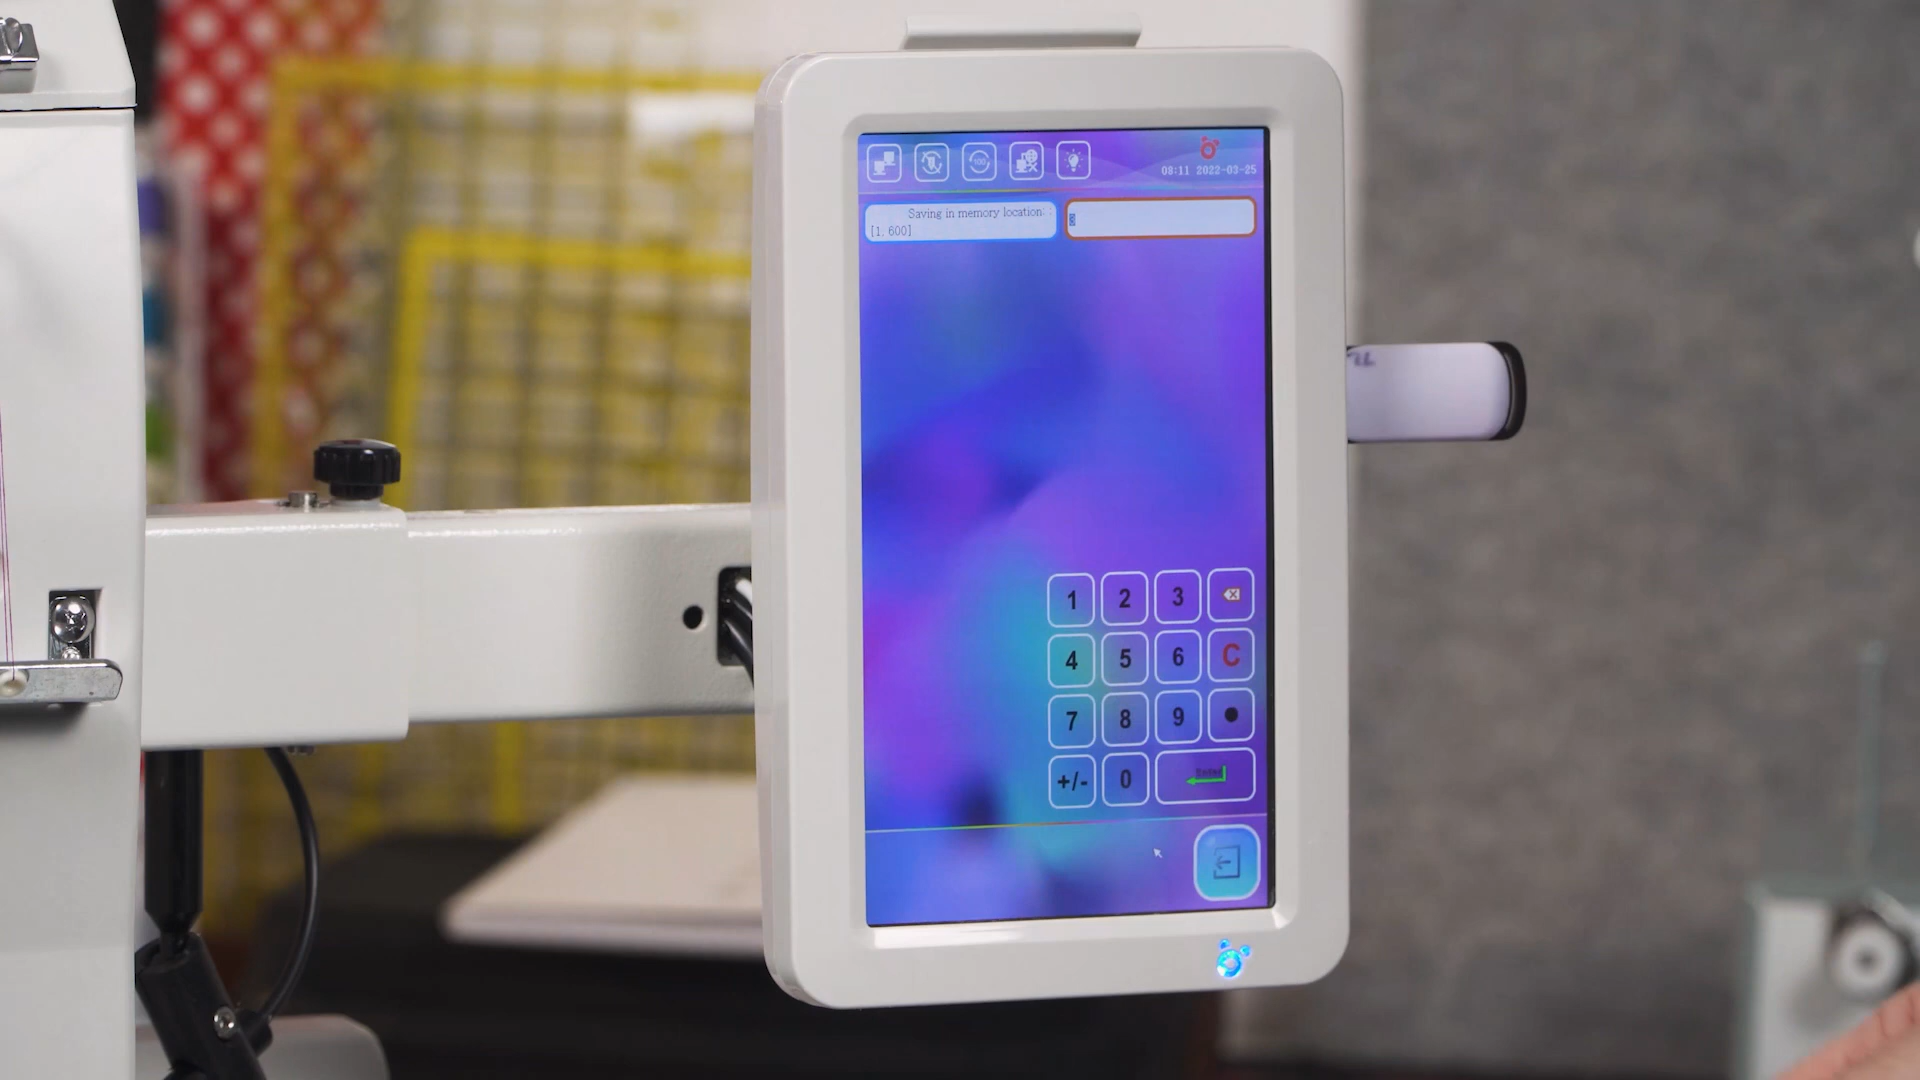 100
08:11 2022-03-25
Saving in memory location: :
[1, 600]
1 2 3
4 5 6 C
7 8 9
+/- 0